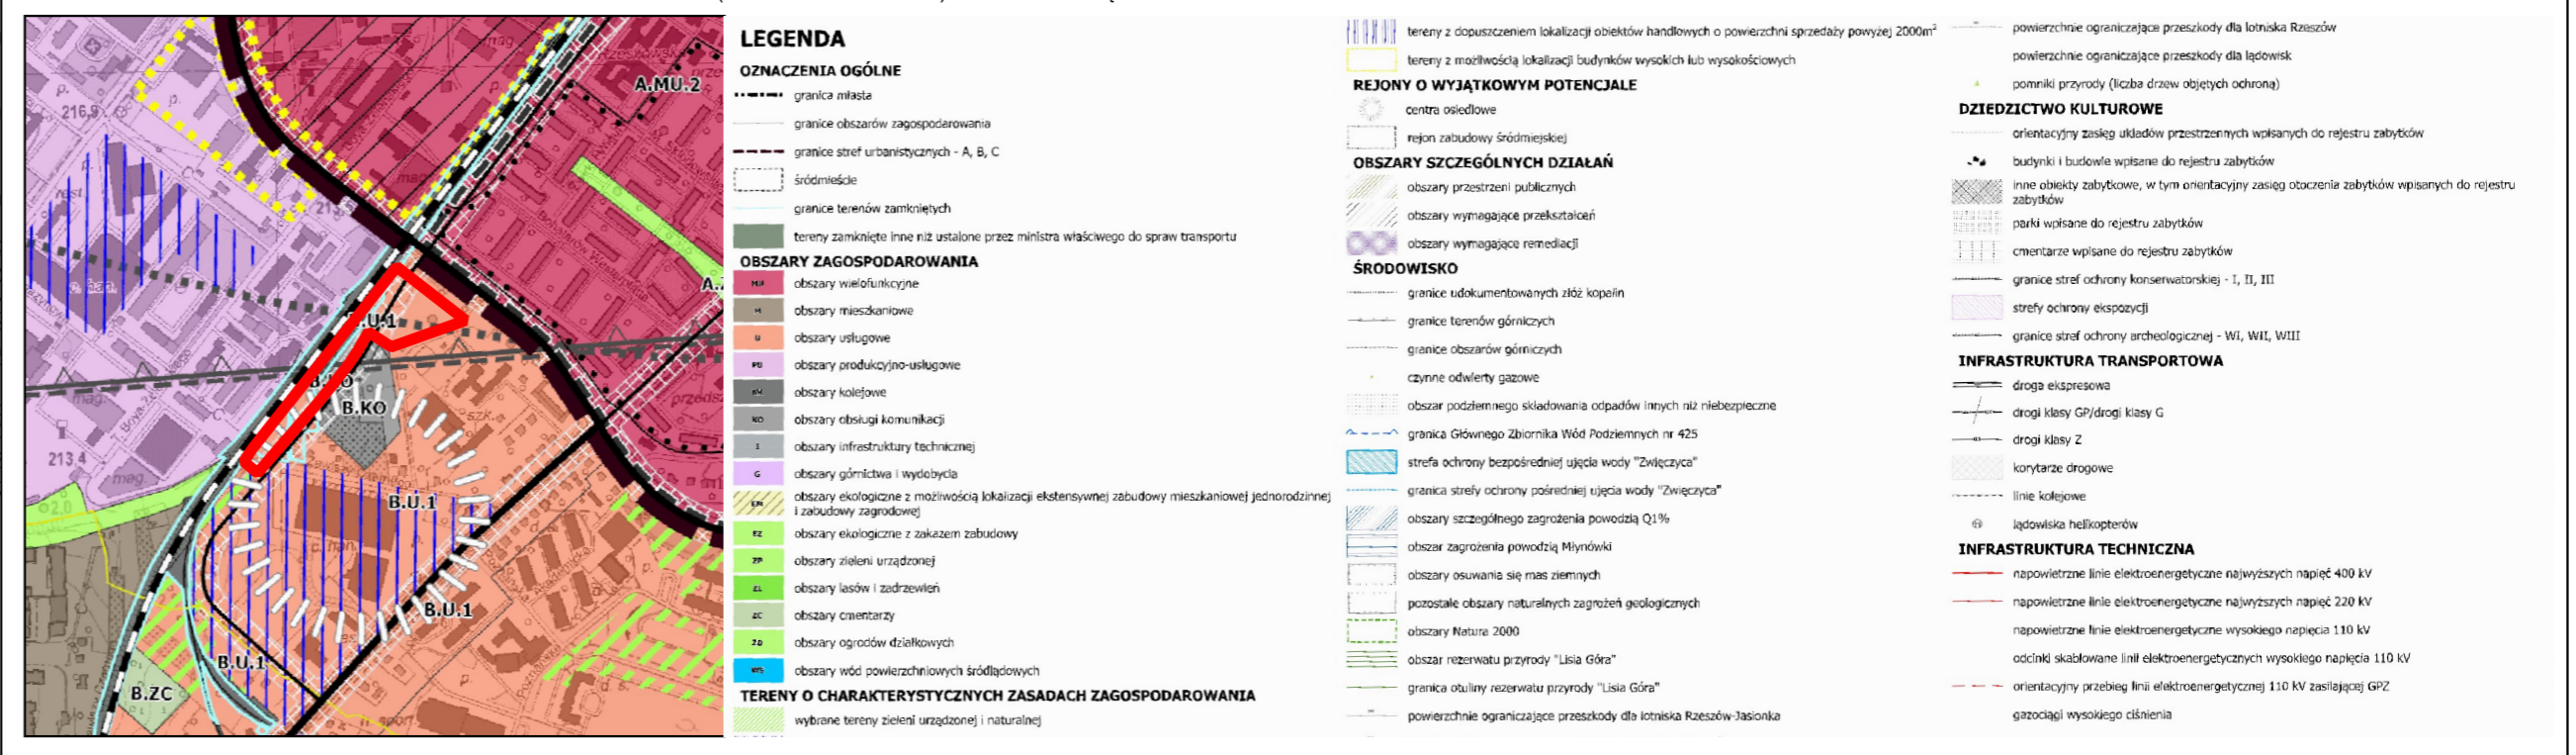 mag.
A.MU.2
216,9
A.
U.1
B.KO
szk.
213,4
mag.
B.U.1
c. han.
B.U.1
B.U.1
B.ZC
LEGENDA
OZNACZENIA OGÓLNE
granica miasta
granice obszarów zagospodarowania
granice stref urbanistycznych - A, B, C
śródmieście
granice terenów zamkniętych
tereny zamknięte inne niż ustalone przez ministra właściwego do spraw transportu
OBSZARY ZAGOSPODAROWANIA
MU obszary wielofunkcyjne
M obszary mieszkaniowe
U obszary usługowe
PU obszary produkcyjno-usługowe
obszary kolejowe
KO obszary obsługi komunikacji
I obszary infrastruktury technicznej
G obszary górnictwa i wydobycia
EM obszary ekologiczne z możliwością lokalizacji ekstensywnej zabudowy mieszkaniowej jednorodzinnej
i zabudowy zagrodowej
EZ obszary ekologiczne z zakazem zabudowy
ZP obszary zieleni urządzonej
ZL obszary lasów i zadrzewień
ZC obszary cmentarzy
ZD obszary ogrodów działkowych
WS obszary wód powierzchniowych śródlądowych
TERENY O CHARAKTERYSTYCZNYCH ZASADACH ZAGOSPODAROWANIA
wybrane tereny zieleni urządzonej i naturalnej
tereny z dopuszczeniem lokalizacji obiektów handlowych o powierzchni sprzedaży powyżej 2000m²
tereny z możliwością lokalizacji budynków wysokich lub wysokościowych
REJONY O WYJĄTKOWYM POTENCJALE
centra osiedlowe
rejon zabudowy śródmiejskiej
OBSZARY SZCZEGÓLNYCH DZIAŁAŃ
obszary przestrzeni publicznych
obszary wymagające przekształceń
obszary wymagające remediacji
ŚRODOWISKO
granice udokumentowanych złóż kopalin
granice terenów górniczych
granice obszarów górniczych
czynne odwierty gazowe
obszar podziemnego składowania odpadów innych niż niebezpieczne
granica Głównego Zbiornika Wód Podziemnych nr 425
strefa ochrony bezpośredniej ujęcia wody "Zwięczyca"
granica strefy ochrony pośredniej ujęcia wody "Zwięczyca"
obszary szczególnego zagrożenia powodzią Q1%
obszar zagrożenia powodzią Młynówki
obszary osuwania się mas ziemnych
pozostałe obszary naturalnych zagrożeń geologicznych
obszary Natura 2000
obszar rezerwatu przyrody "Lisia Góra"
granica otuliny rezerwatu przyrody "Lisia Góra"
powierzchnie ograniczające przeszkody dla lotniska Rzeszów-Jasionka
powierzchnie ograniczające przeszkody dla lotniska Rzeszów
powierzchnie ograniczające przeszkody dla lądowisk
pomniki przyrody (liczba drzew objętych ochroną)
DZIEDZICTWO KULTUROWE
orientacyjny zasięg układów przestrzennych wpisanych do rejestru zabytków
budynki i budowle wpisane do rejestru zabytków
inne obiekty zabytkowe, w tym orientacyjny zasięg otoczenia zabytków wpisanych do rejestru
zabytków
parki wpisane do rejestru zabytków
cmentarze wpisane do rejestru zabytków
granice stref ochrony konserwatorskiej - I, II, III
strefy ochrony ekspozycji
granice stref ochrony archeologicznej - WI, WII, WIII
INFRASTRUKTURA TRANSPORTOWA
droga ekspresowa
drogi klasy GP/drogi klasy G
drogi klasy Z
korytarze drogowe
linie kolejowe
lądowiska helikopterów
INFRASTRUKTURA TECHNICZNA
napowietrzne linie elektroenergetyczne najwyższych napięć 400 kV
napowietrzne linie elektroenergetyczne najwyższych napięć 220 kV
napowietrzne linie elektroenergetyczne wysokiego napięcia 110 kV
odcinki skablowane linii elektroenergetycznych wysokiego napięcia 110 kV
orientacyjny przebieg linii elektroenergetycznej 110 kV zasilającej GPZ
gazociągi wysokiego ciśnienia